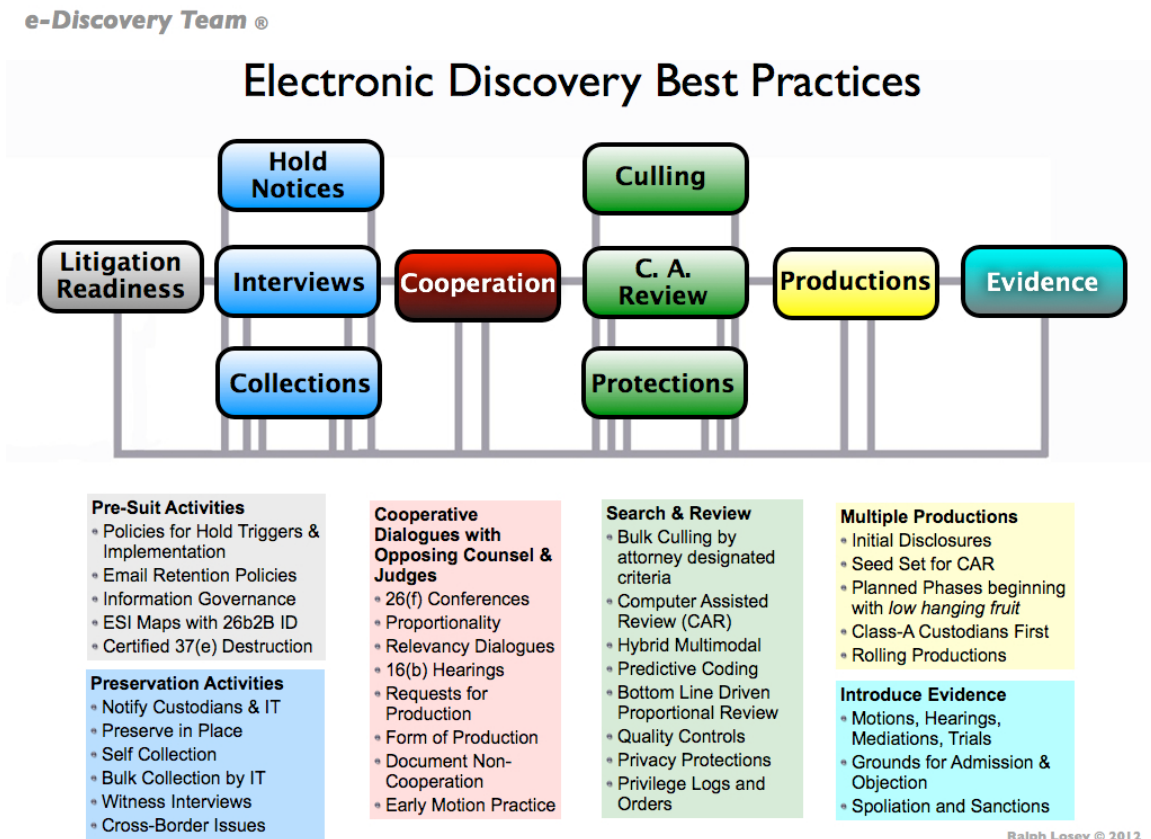 e-Discovery Team ®
Electronic Discovery Best Practices
Hold
Notices
Culling
Litigation
Readiness
Interviews
Cooperation
C. A.
Review
Productions
Evidence
Collections
Protections
Pre-Suit Activities
Policies for Hold Triggers &
Implementation
Email Retention Policies
Information Governance
ESI Maps with 26b2B ID
Certified 37(e) Destruction
Preservation Activities
Notify Custodians & IT
Preserve in Place
Self Collection
Bulk Collection by IT
Witness Interviews
Cross-Border Issues
Cooperative
Dialogues with
Opposing Counsel &
Judges
26(f) Conferences
Proportionality
Relevancy Dialogues
16(b) Hearings
Requests for
Production
Form of Production
Document Non-
Cooperation
Early Motion Practice
Search & Review
Bulk Culling by
attorney designated
criteria
Computer Assisted
Review (CAR)
Hybrid Multimodal
Predictive Coding
Bottom Line Driven
Proportional Review
Quality Controls
Privacy Protections
Privilege Logs and
Orders
Multiple Productions
Initial Disclosures
Seed Set for CAR
Planned Phases beginning
with low hanging fruit
Class-A Custodians First
Rolling Productions
Introduce Evidence
Motions, Hearings,
Mediations, Trials
Grounds for Admission &
Objection
Spoliation and Sanctions
Ralph Losey © 2012